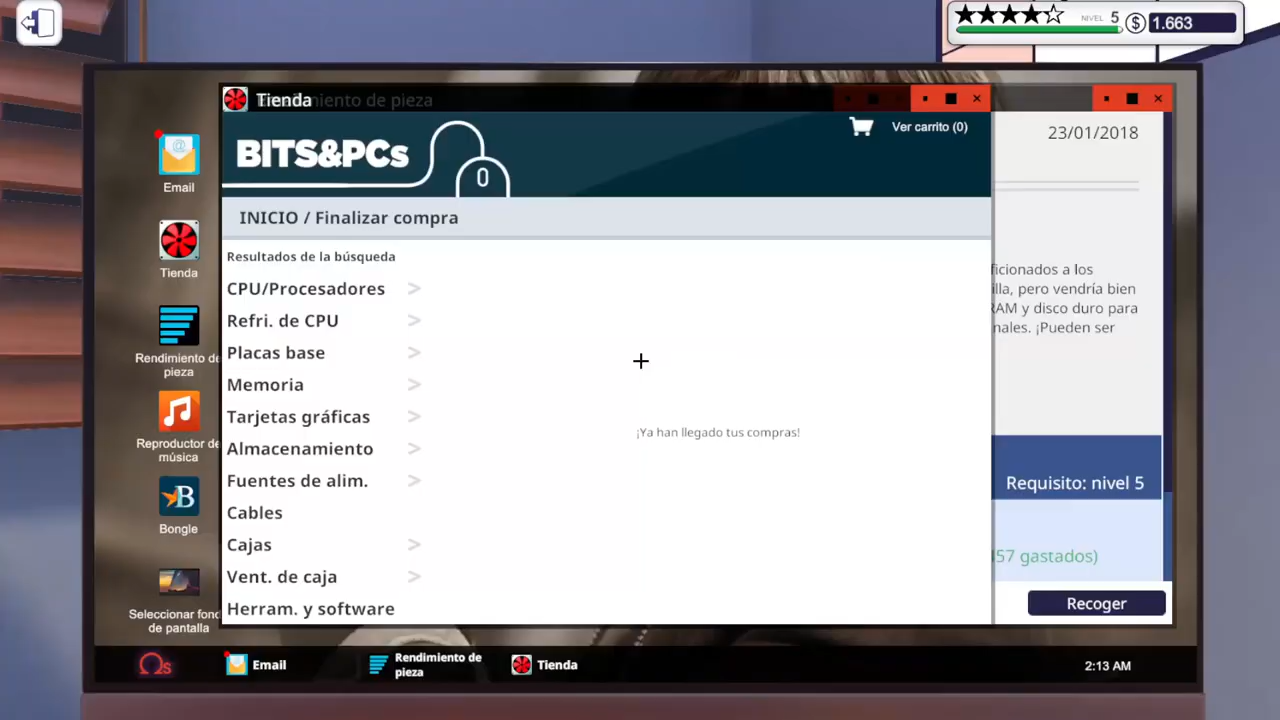 NIVEL 5 $ 1.663
Tienda
Rendimiento de pieza
BITS&PCs
Ver carrito (0)
23/01/2018
INICIO / Finalizar compra
Resultados de la búsqueda
CPU/Procesadores >
Refri. de CPU >
Placas base >
Memoria >
Tarjetas gráficas >
Almacenamiento >
Fuentes de alim. >
Cables
Cajas >
Vent. de caja >
Herram. y software
¡Ya han llegado tus compras!
ficionados a los
illa, pero vendría bien
RAM y disco duro para
nales. ¡Pueden ser
Requisito: nivel 5
457 gastados)
Recoger
Email
Tienda
Rendimiento de
pieza
Reproductor de
música
Bongle
Seleccionar fond
de pantalla
Ωs
Email
Rendimiento de
pieza
Tienda
2:13 AM